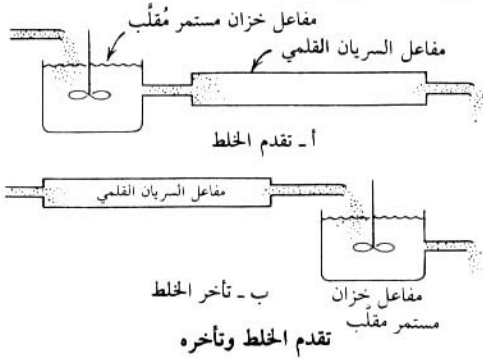 مفاعل خزان مستمر مُقلَّب
مفاعل السريان القلمي
أ ـ تقدم الخلط
مفاعل السريان القلمي
ب ـ تأخر الخلط
مفاعل خزان
مستمر مقلَّب
تقدم الخلط وتأخره